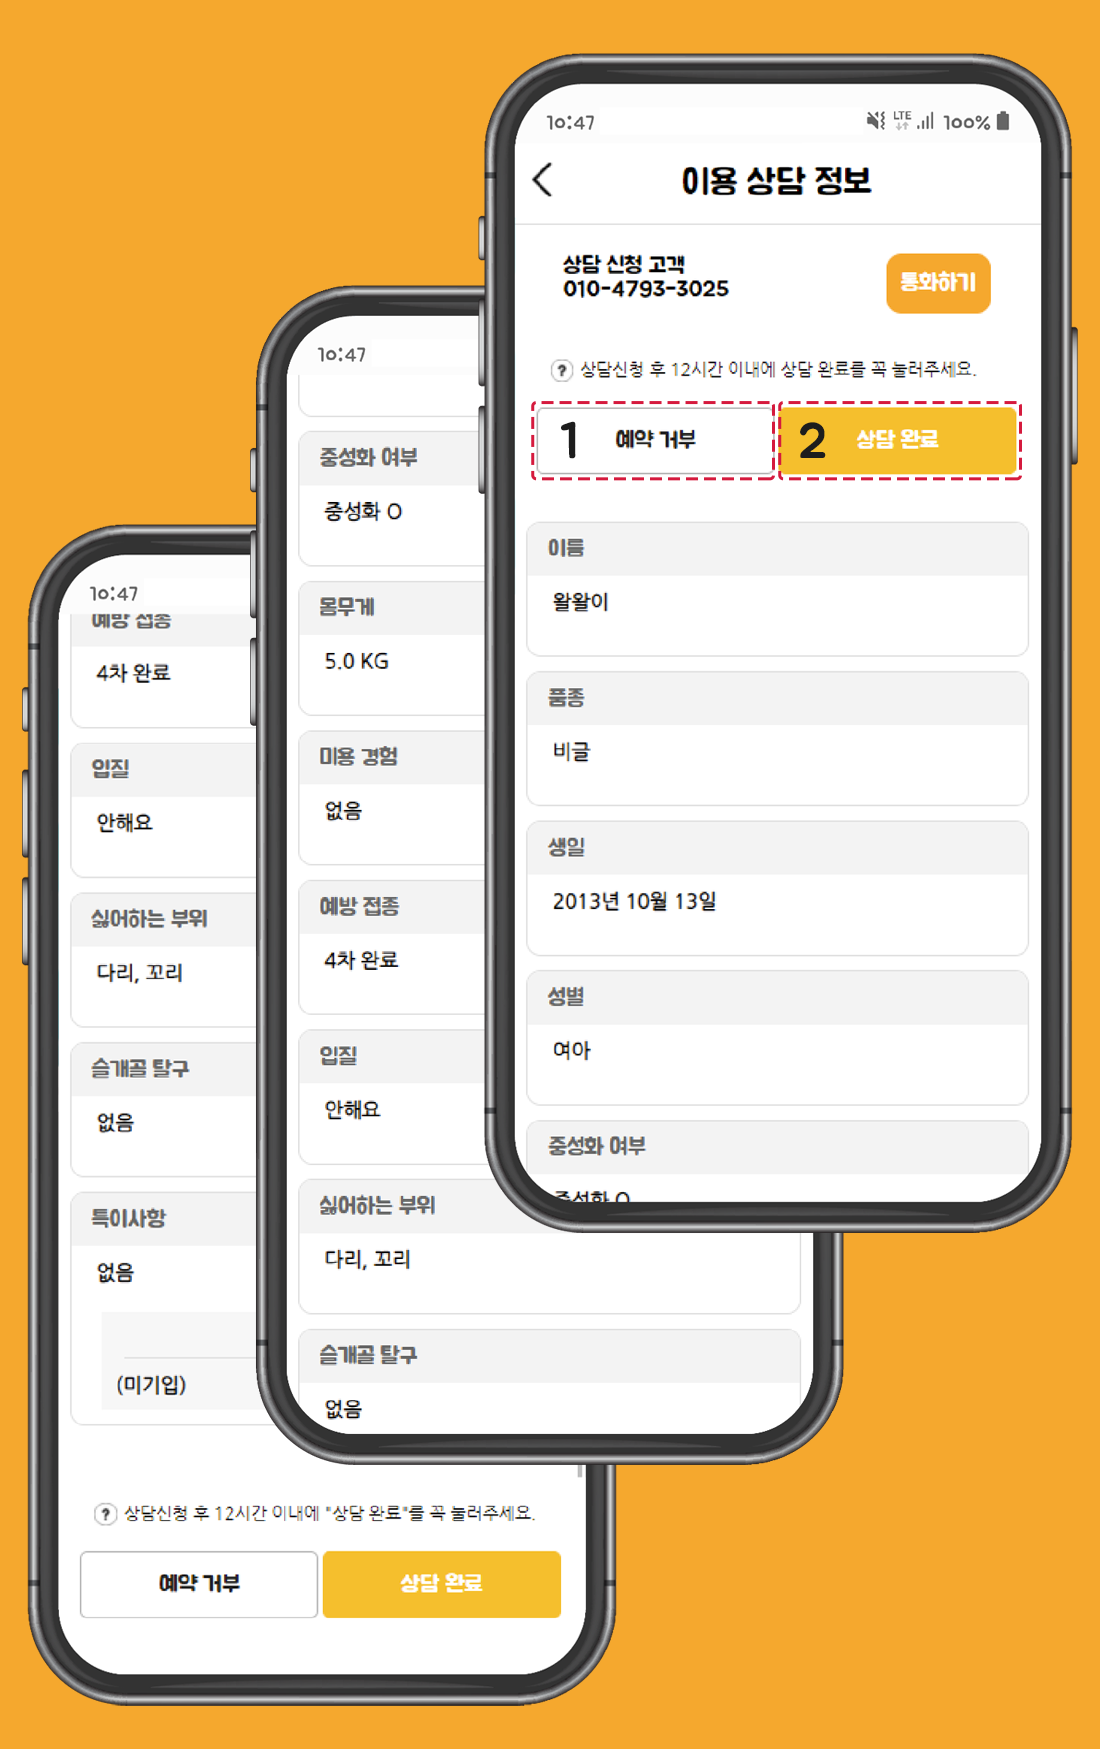 10:47
LTE
100%
이용 상담 정보
상담 신청 고객
010-4793-3025
통화하기
? 상담신청 후 12시간 이내에 상담 완료를 꼭 눌러주세요.
1 예약 거부
2 상담 완료
이름
왈왈이
품종
비글
생일
2013년 10월 13일
성별
여아
중성화 여부
중성화 O
10:47
중성화 여부
중성화 O
몸무게
5.0 KG
미용 경험
없음
예방 접종
4차 완료
입질
안해요
싫어하는 부위
다리, 꼬리
슬개골 탈구
없음
10:47
예방 접종
4차 완료
입질
안해요
싫어하는 부위
다리, 꼬리
슬개골 탈구
없음
특이사항
없음
(미기입)
? 상담신청 후 12시간 이내에 "상담 완료"를 꼭 눌러주세요.
예약 거부
상담 완료